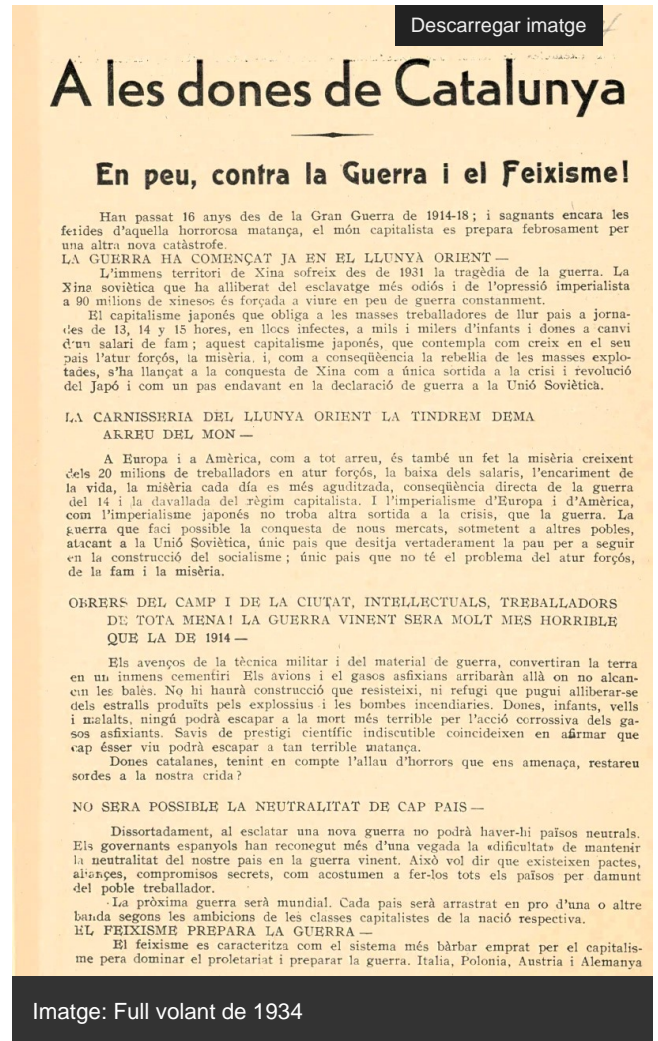 Descarregar imatge
A les dones de Catalunya
En peu, contra la Guerra i el Feixisme!
Han passat 16 anys des de la Gran Guerra de 1914-18; i sagnants encara les
ferides d'aquella horrorosa matança, el món capitalista es prepara febrosament per
una altra nova catàstrofe.
LA GUERRA HA COMENÇAT JA EN EL LLUNYÀ ORIENT —
L'immens territori de Xina sofreix des de 1931 la tragèdia de la guerra. La
Xina soviètica que ha alliberat del esclavatge més odiós i de l'opressió imperialista
a 90 milions de xinesos és forçada a viure en peu de guerra constanment.
El capitalisme japonés que obliga a les masses treballadores de llur pais a jorna-
des de 13, 14 y 15 hores, en llocs infectes, a mils i milers d'infants i dones a canvi
d'un salari de fam; aquest capitalisme japonés, que contempla com creix en el seu
pais l'atur forçós, la misèria, i, com a conseqüència la rebellia de les masses explo-
tades, s'ha llançat a la conquesta de Xina com a única sortida a la crisi i revolució
del Japó i com un pas endavant en la declaració de guerra a la Unió Soviètica.
LA CARNISSERIA DEL LLUNYA ORIENT LA TINDREM DEMA
ARREU DEL MON —
A Europa i a Amèrica, com a tot arreu, és també un fet la misèria creixent
dels 20 milions de treballadors en atur forçós, la baixa dels salaris, l'encariment de
la vida, la misèria cada día es més aguditzada, conseqüència directa de la guerra
del 14 i la davallada del règim capitalista. I l'imperialisme d'Europa i d'Amèrica,
com l'imperialisme japonés no troba altra sortida a la crisis, que la guerra. La
guerra que faci possible la conquesta de nous mercats, sotmetent a altres pobles,
atacant a la Unió Soviètica, únic pais que desitja vertaderament la pau per a seguir
en la construcció del socialisme; únic pais que no té el problema del atur forçós,
de la fam i la misèria.
OBRERS DEL CAMP I DE LA CIUTAT, INTELLECTUALS, TREBALLADORS
DE TOTA MENA! LA GUERRA VINENT SERA MOLT MES HORRIBLE
QUE LA DE 1914 —
Els avenços de la tècnica militar i del material de guerra, convertiran la terra
en un inmens cementiri Els avions i el gasos asfixians arribaràn allà on no alcan-
cin les balès. No hi haurà construcció que resisteixi, ni refugi que pugui alliberar-se
dels estralls produïts pels explossius i les bombes incendiaries. Dones, infants, vells
i malalts, ningú podrà escapar a la mort més terrible per l'acció corrossiva dels ga-
sos asfixiants. Savis de prestigi científic indiscutible coincideixen en afirmar que
cap ésser viu podrà escapar a tan terrible matança.
Dones catalanes, tenint en compte l'allau d'horrors que ens amenaça, restareu
sordes a la nostra crida?
NO SERA POSSIBLE LA NEUTRALITAT DE CAP PAIS —
Dissortadament, al esclatar una nova guerra no podrà haver-hi països neutrals.
Els governants espanyols han reconegut més d'una vegada la «dificultat» de mantenir
la neutralitat del nostre pais en la guerra vinent. Això vol dir que existeixen pactes,
aliançes, compromisos secrets, com acostumen a fer-los tots els països per damunt
del poble treballador.
La pròxima guerra serà mundial. Cada pais serà arrastrat en pro d'una o altre
banda segons les ambicions de les classes capitalistes de la nació respectiva.
EL FEIXISME PREPARA LA GUERRA —
El feixisme es caracteritza com el sistema més bàrbar emprat per el capitalis-
me pera dominar el proletariat i preparar la guerra. Italia, Polonia, Austria i Alemanya
Imatge: Full volant de 1934